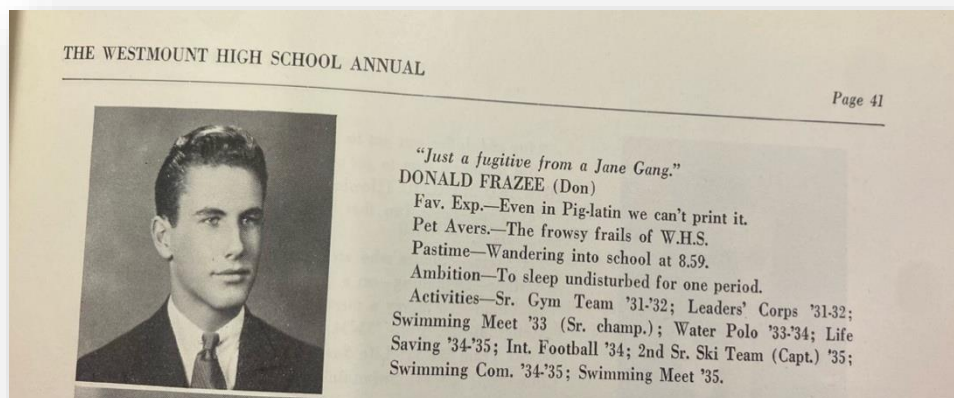 THE WESTMOUNT HIGH SCHOOL ANNUAL
Page 41
"Just a fugitive from a Jane Gang."
DONALD FRAZEE (Don)
Fav. Exp.—Even in Pig-latin we can't print it.
Pet Avers.—The frowsy frails of W.H.S.
Pastime—Wandering into school at 8.59.
Ambition—To sleep undisturbed for one period.
Activities—Sr. Gym Team '31-'32; Leaders' Corps '31-32;
Swimming Meet '33 (Sr. champ.); Water Polo '33-'34; Life
Saving '34-'35; Int. Football '34; 2nd Sr. Ski Team (Capt.) '35;
Swimming Com. '34-'35; Swimming Meet '35.